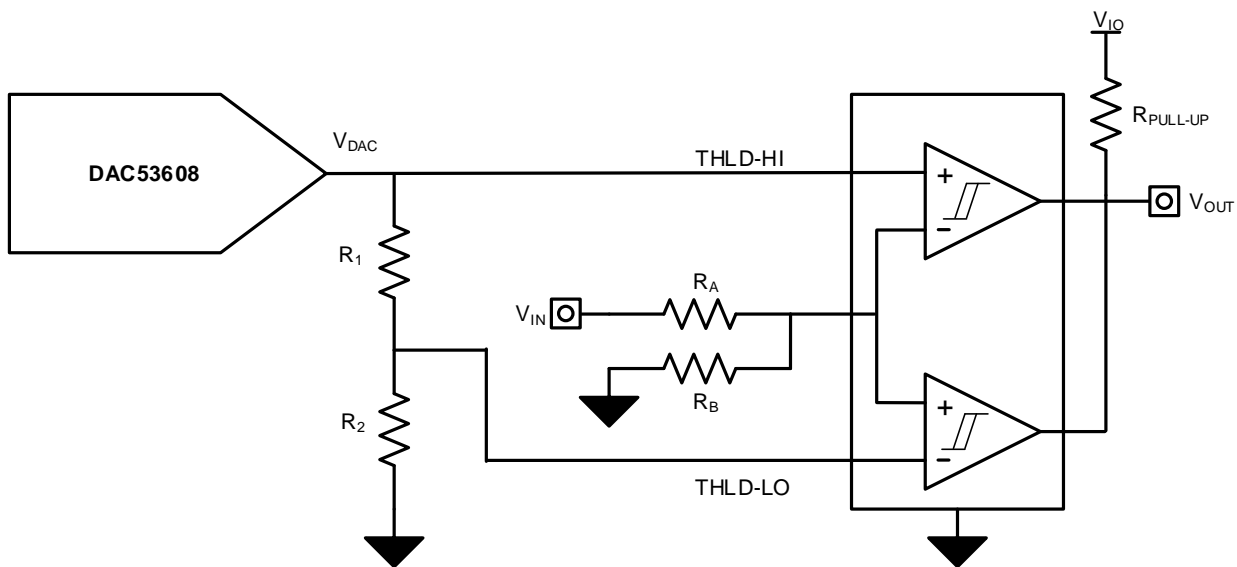 V_IO
R_PULL-UP
V_DAC
DAC53608
THLD-HI
+
V_OUT
−
R_1
R_A
V_IN
R_B
+
R_2
−
THLD-LO